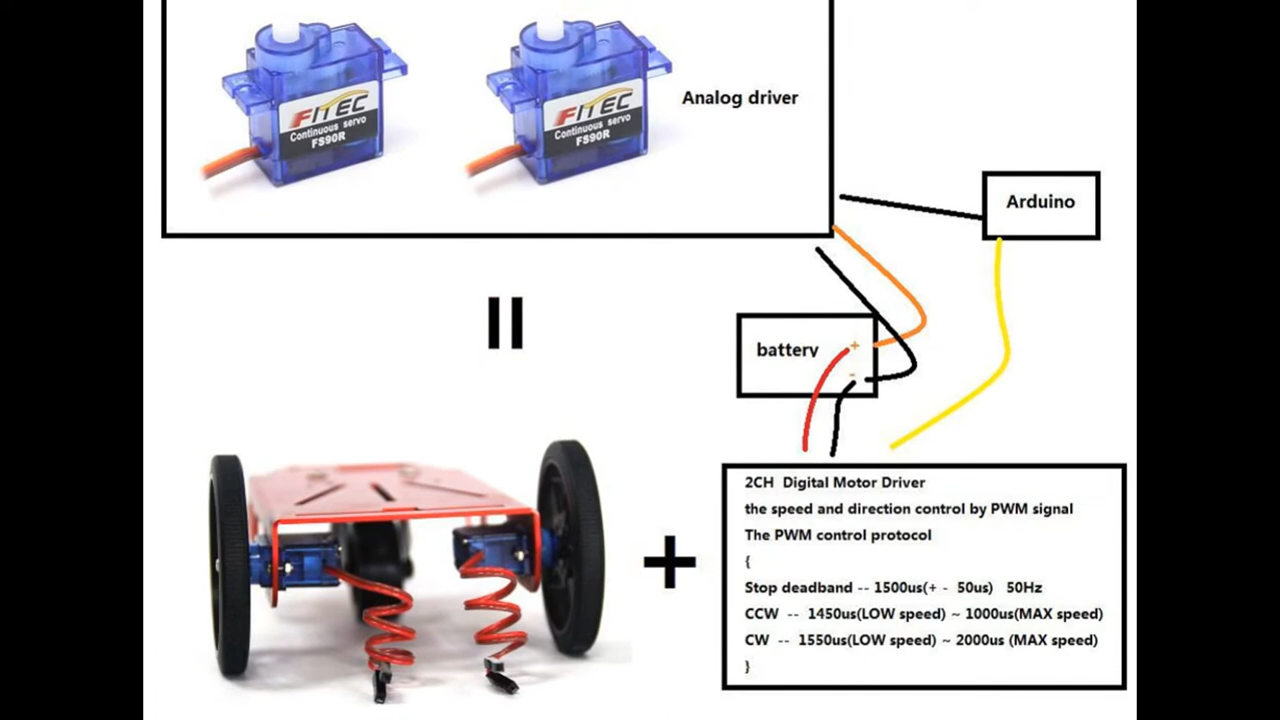 FITEC
Continuous servo
FS90R
FITEC
Continuous servo
FS90R
Analog driver
Arduino
battery
+
-
=
+
2CH Digital Motor Driver
the speed and direction control by PWM signal
The PWM control protocol
{
Stop deadband -- 1500us(+ - 50us) 50Hz
CCW -- 1450us(LOW speed) ~ 1000us(MAX speed)
CW -- 1550us(LOW speed) ~ 2000us (MAX speed)
}